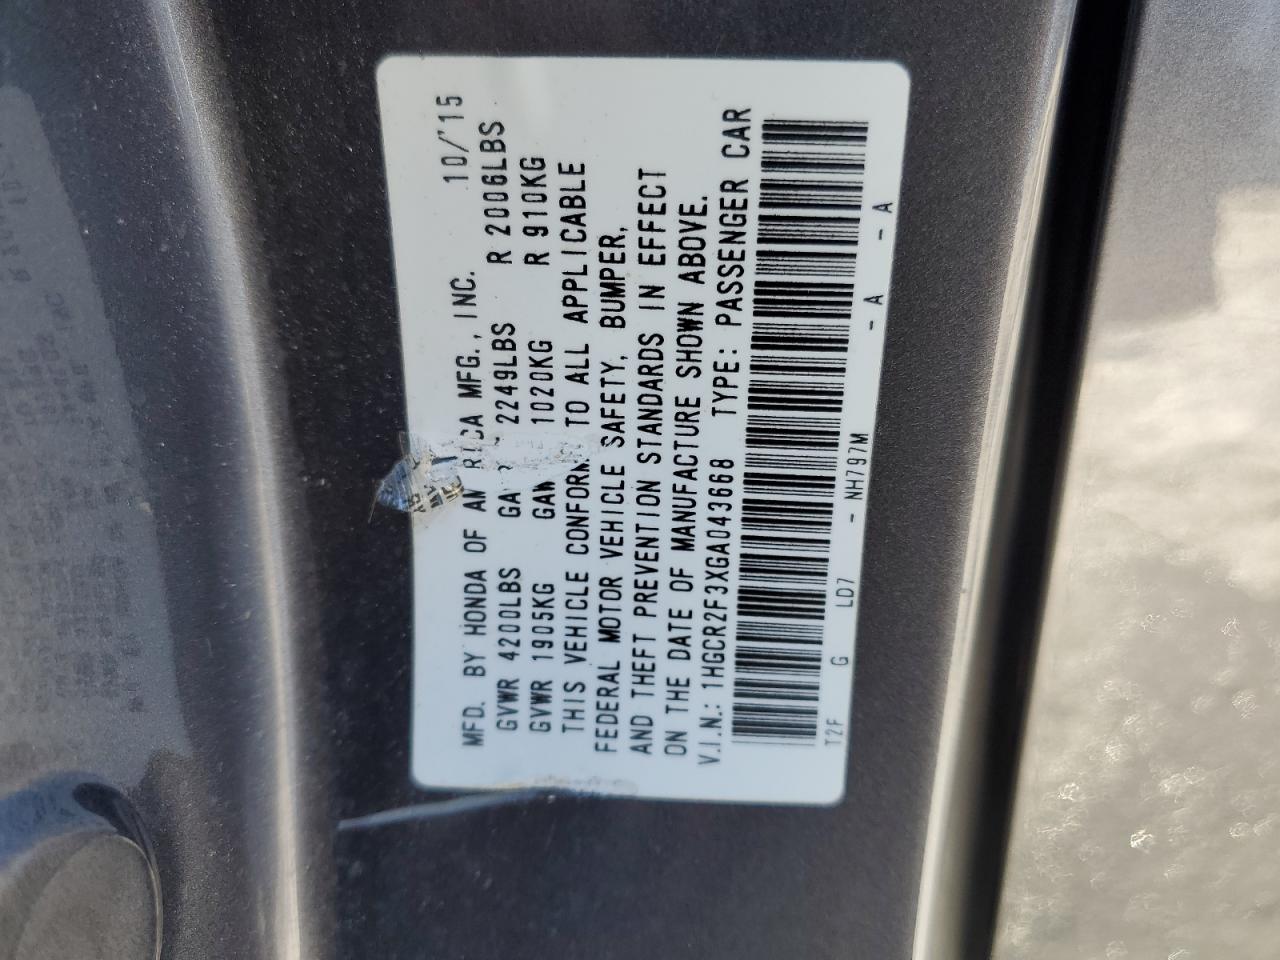 MFD. BY HONDA OF AM RICA MFG., INC. 10/'15
GVWR 4200LBS GA 2249LBS R 2006LBS
GVWR 1905KG GAW 1020KG R 910KG
THIS VEHICLE CONFORM TO ALL APPLICABLE
FEDERAL MOTOR VEHICLE SAFETY, BUMPER,
AND THEFT PREVENTION STANDARDS IN EFFECT
ON THE DATE OF MANUFACTURE SHOWN ABOVE.
V.I.N.: 1HGCR2F3XGA043668 TYPE: PASSENGER CAR
T2F G LD7 - NH797M - A - A